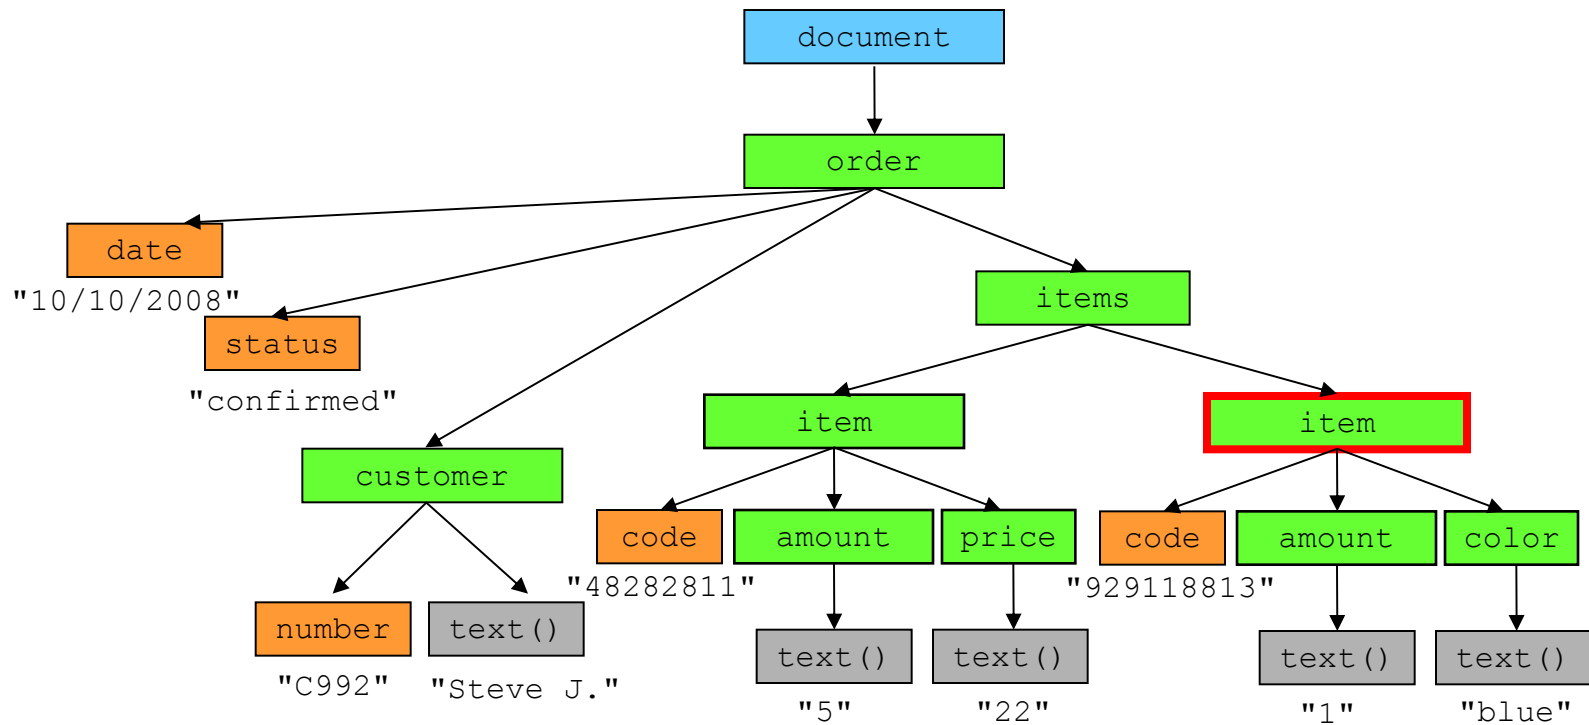 document
order
date
"10/10/2008"
items
status
"confirmed"
item
item
customer
code
amount
price
code
amount
color
"48282811"
"929118813"
number
text()
text()
text()
text()
text()
"C992"
"Steve J."
"5"
"22"
"1"
"blue"